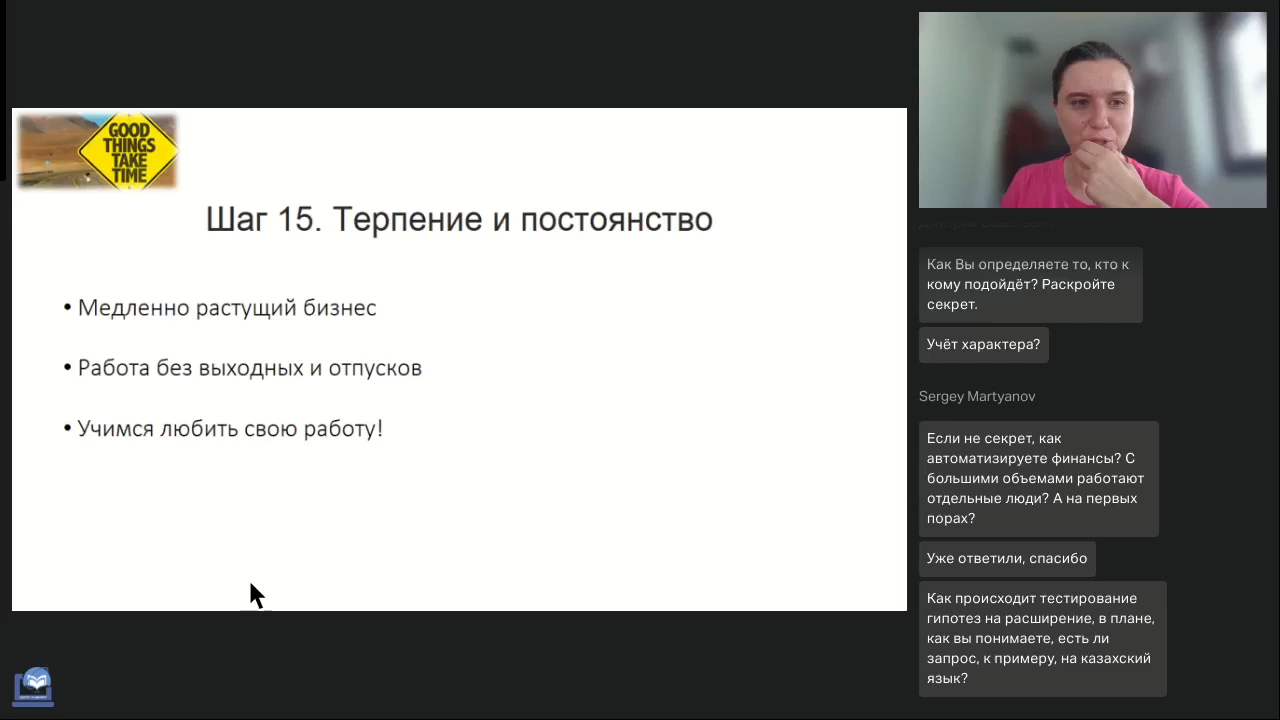 GOOD
THINGS
TAKE
TIME
Шаг 15. Терпение и постоянство
• Медленно растущий бизнес
• Работа без выходных и отпусков
• Учимся любить свою работу!
Как Вы определяете то, кто к
кому подойдёт? Раскройте
секрет.
Учёт характера?
Sergey Martyanov
Если не секрет, как
автоматизируете финансы? С
большими объемами работают
отдельные люди? А на первых
порах?
Уже ответили, спасибо
Как происходит тестирование
гипотез на расширение, в плане,
как вы понимаете, есть ли
запрос, к примеру, на казахский
язык?